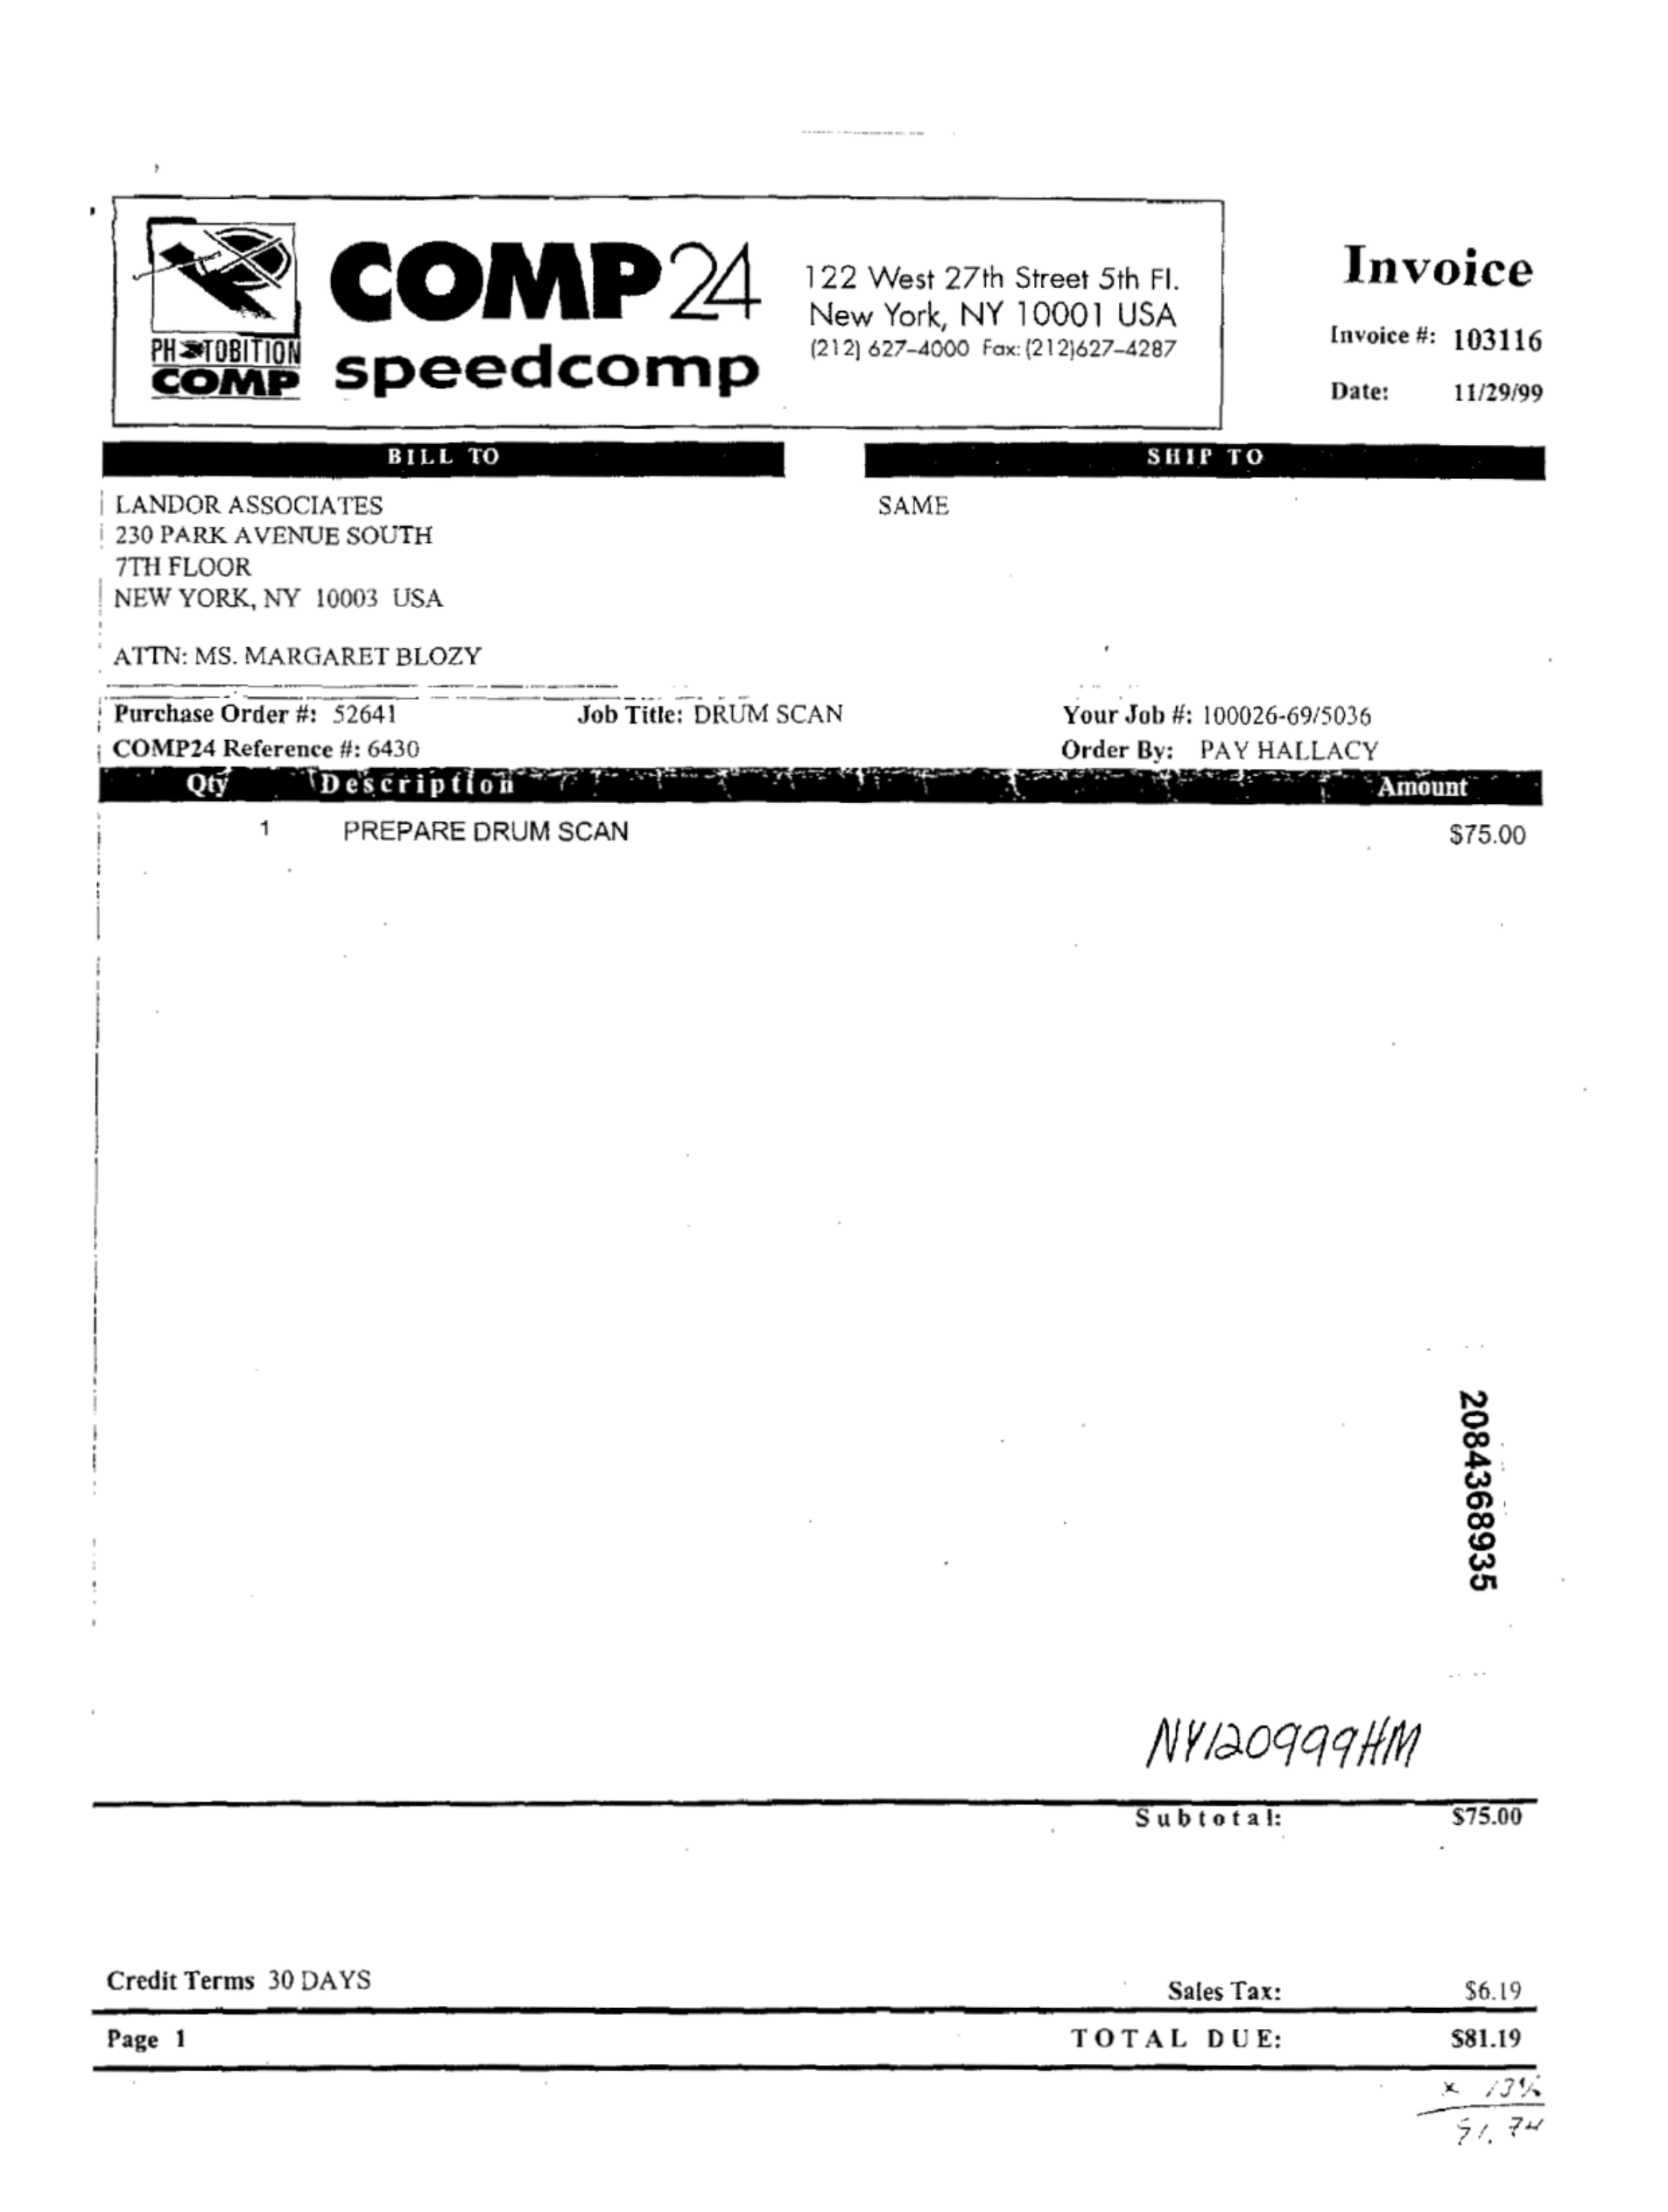 COMP 24
speedcomp
PHOTOBITION
COMP
122 West 27th Street 5th Fl.
New York, NY 10001 USA
(212) 627-4000 Fax: (212)627-4287
Invoice
Invoice #: 103116
Date: 11/29/99
BILL TO
SHIP TO
LANDOR ASSOCIATES
230 PARK AVENUE SOUTH
7TH FLOOR
NEW YORK, NY 10003 USA
ATTN: MS. MARGARET BLOZY
SAME
Purchase Order #: 52641 Job Title: DRUM SCAN Your Job #: 100026-69/5036
COMP24 Reference #: 6430 Order By: PAY HALLACY
Qty Description Amount
1 PREPARE DRUM SCAN $75.00
2084368935
NY120999HM
Subtotal: $75.00
Credit Terms 30 DAYS
Sales Tax: $6.19
Page 1 TOTAL DUE: $81.19
x 13%
91.74